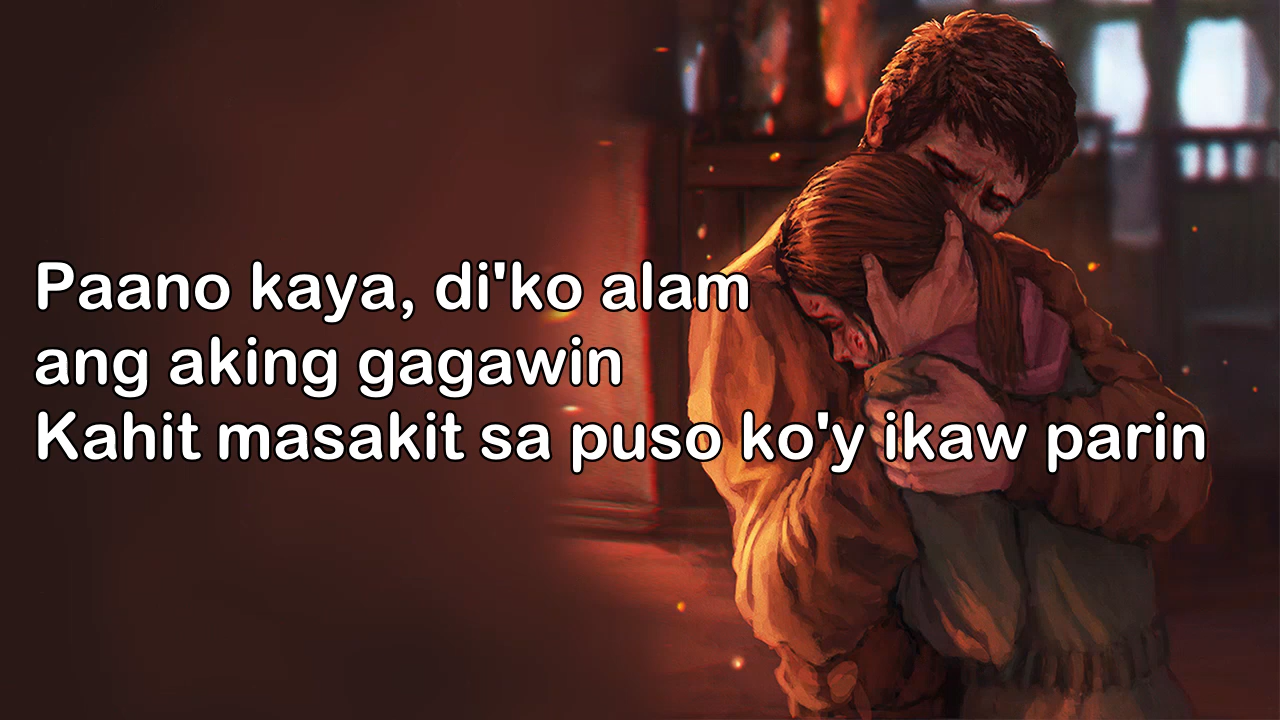 Paano kaya, di'ko alam
ang aking gagawin
Kahit masakit sa puso ko'y ikaw parin